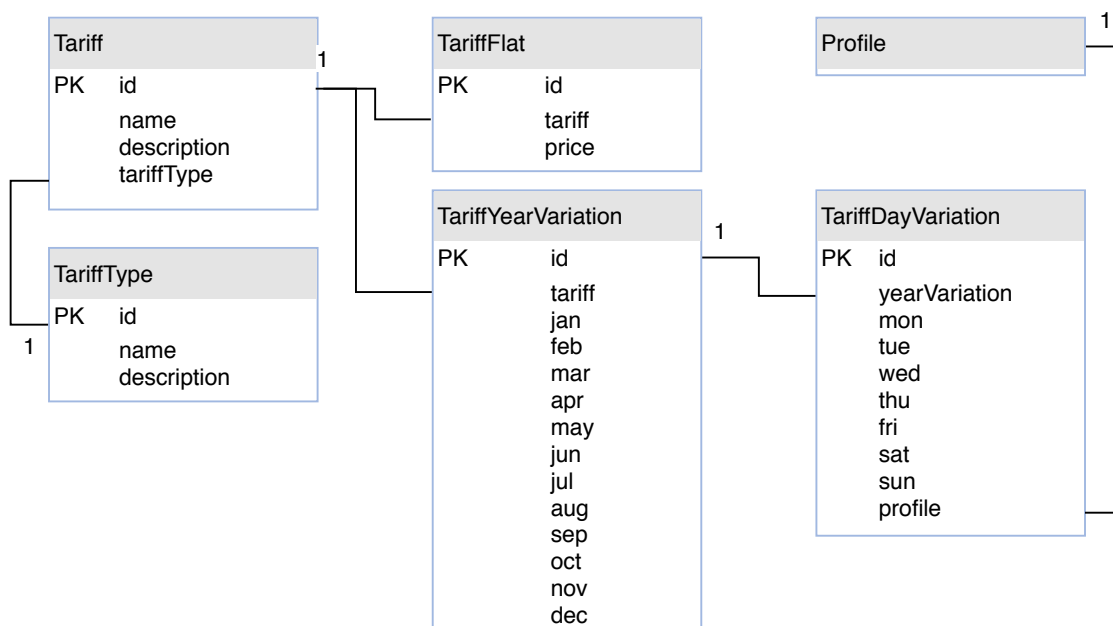 Tariff
1
PK id
name
description
tariffType
TariffType
PK id
1
name
description
TariffFlat
PK id
tariff
price
TariffYearVariation
1
PK id
tariff
jan
feb
mar
apr
may
jun
jul
aug
sep
oct
nov
dec
Profile
1
TariffDayVariation
PK id
yearVariation
mon
tue
wed
thu
fri
sat
sun
profile